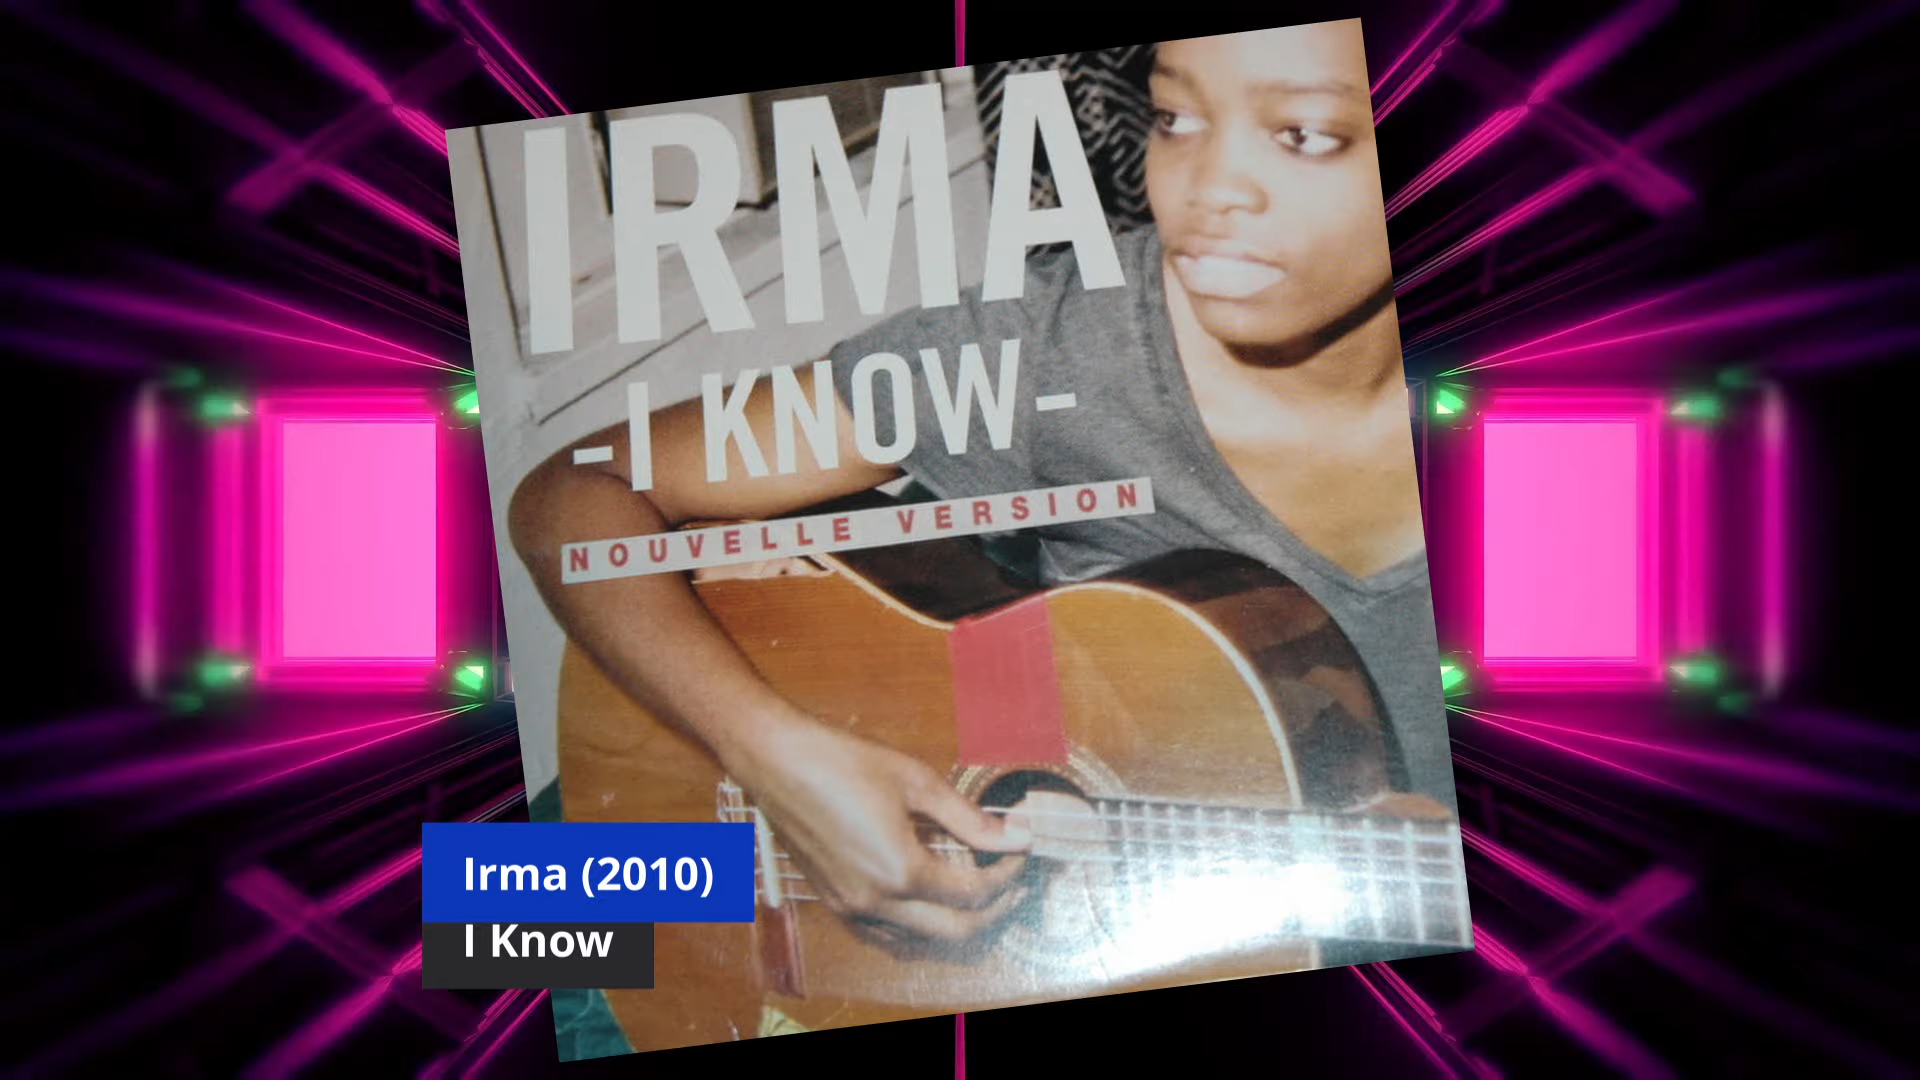 IRMA
-I KNOW-
NOUVELLE VERSION
Irma (2010)
I Know